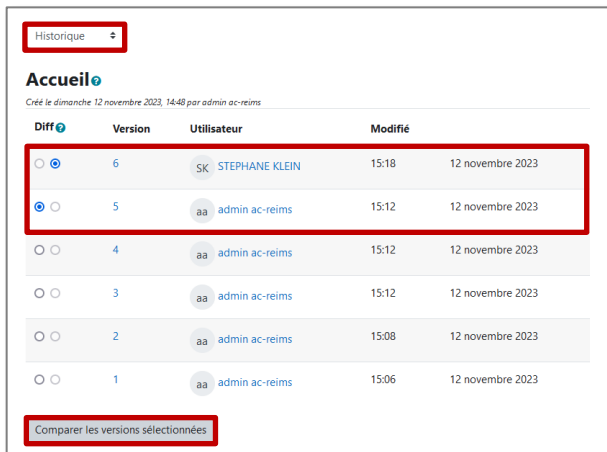 Historique
Accueil
Créé le dimanche 12 novembre 2023, 14:48 par admin ac-reims
Diff Version Utilisateur Modifié
6 SK STEPHANE KLEIN 15:18 12 novembre 2023
5 aa admin ac-reims 15:12 12 novembre 2023
4 aa admin ac-reims 15:12 12 novembre 2023
3 aa admin ac-reims 15:12 12 novembre 2023
2 aa admin ac-reims 15:08 12 novembre 2023
1 aa admin ac-reims 15:06 12 novembre 2023
Comparer les versions sélectionnées